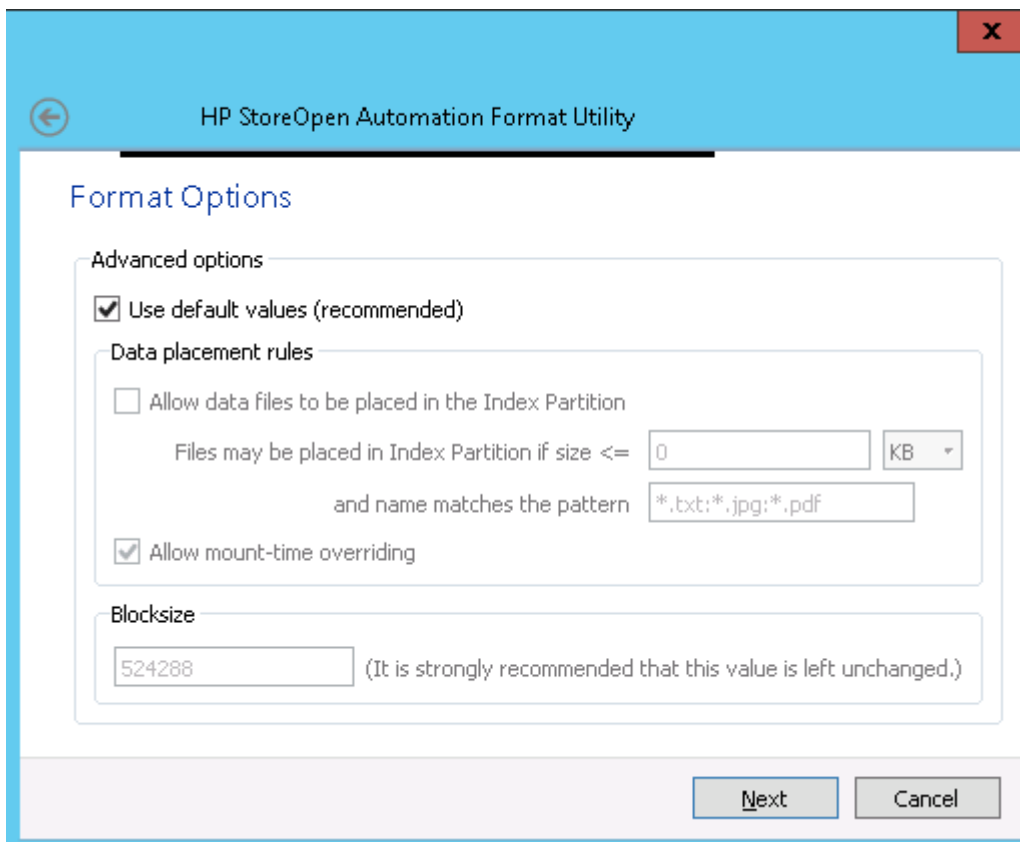 HP StoreOpen Automation Format Utility
Format Options
Advanced options
Use default values (recommended)
Data placement rules
Allow data files to be placed in the Index Partition
Files may be placed in Index Partition if size <= 0 KB
and name matches the pattern *.txt:*.jpg:*.pdf
Allow mount-time overriding
Blocksize
524288 (It is strongly recommended that this value is left unchanged.)
Next Cancel